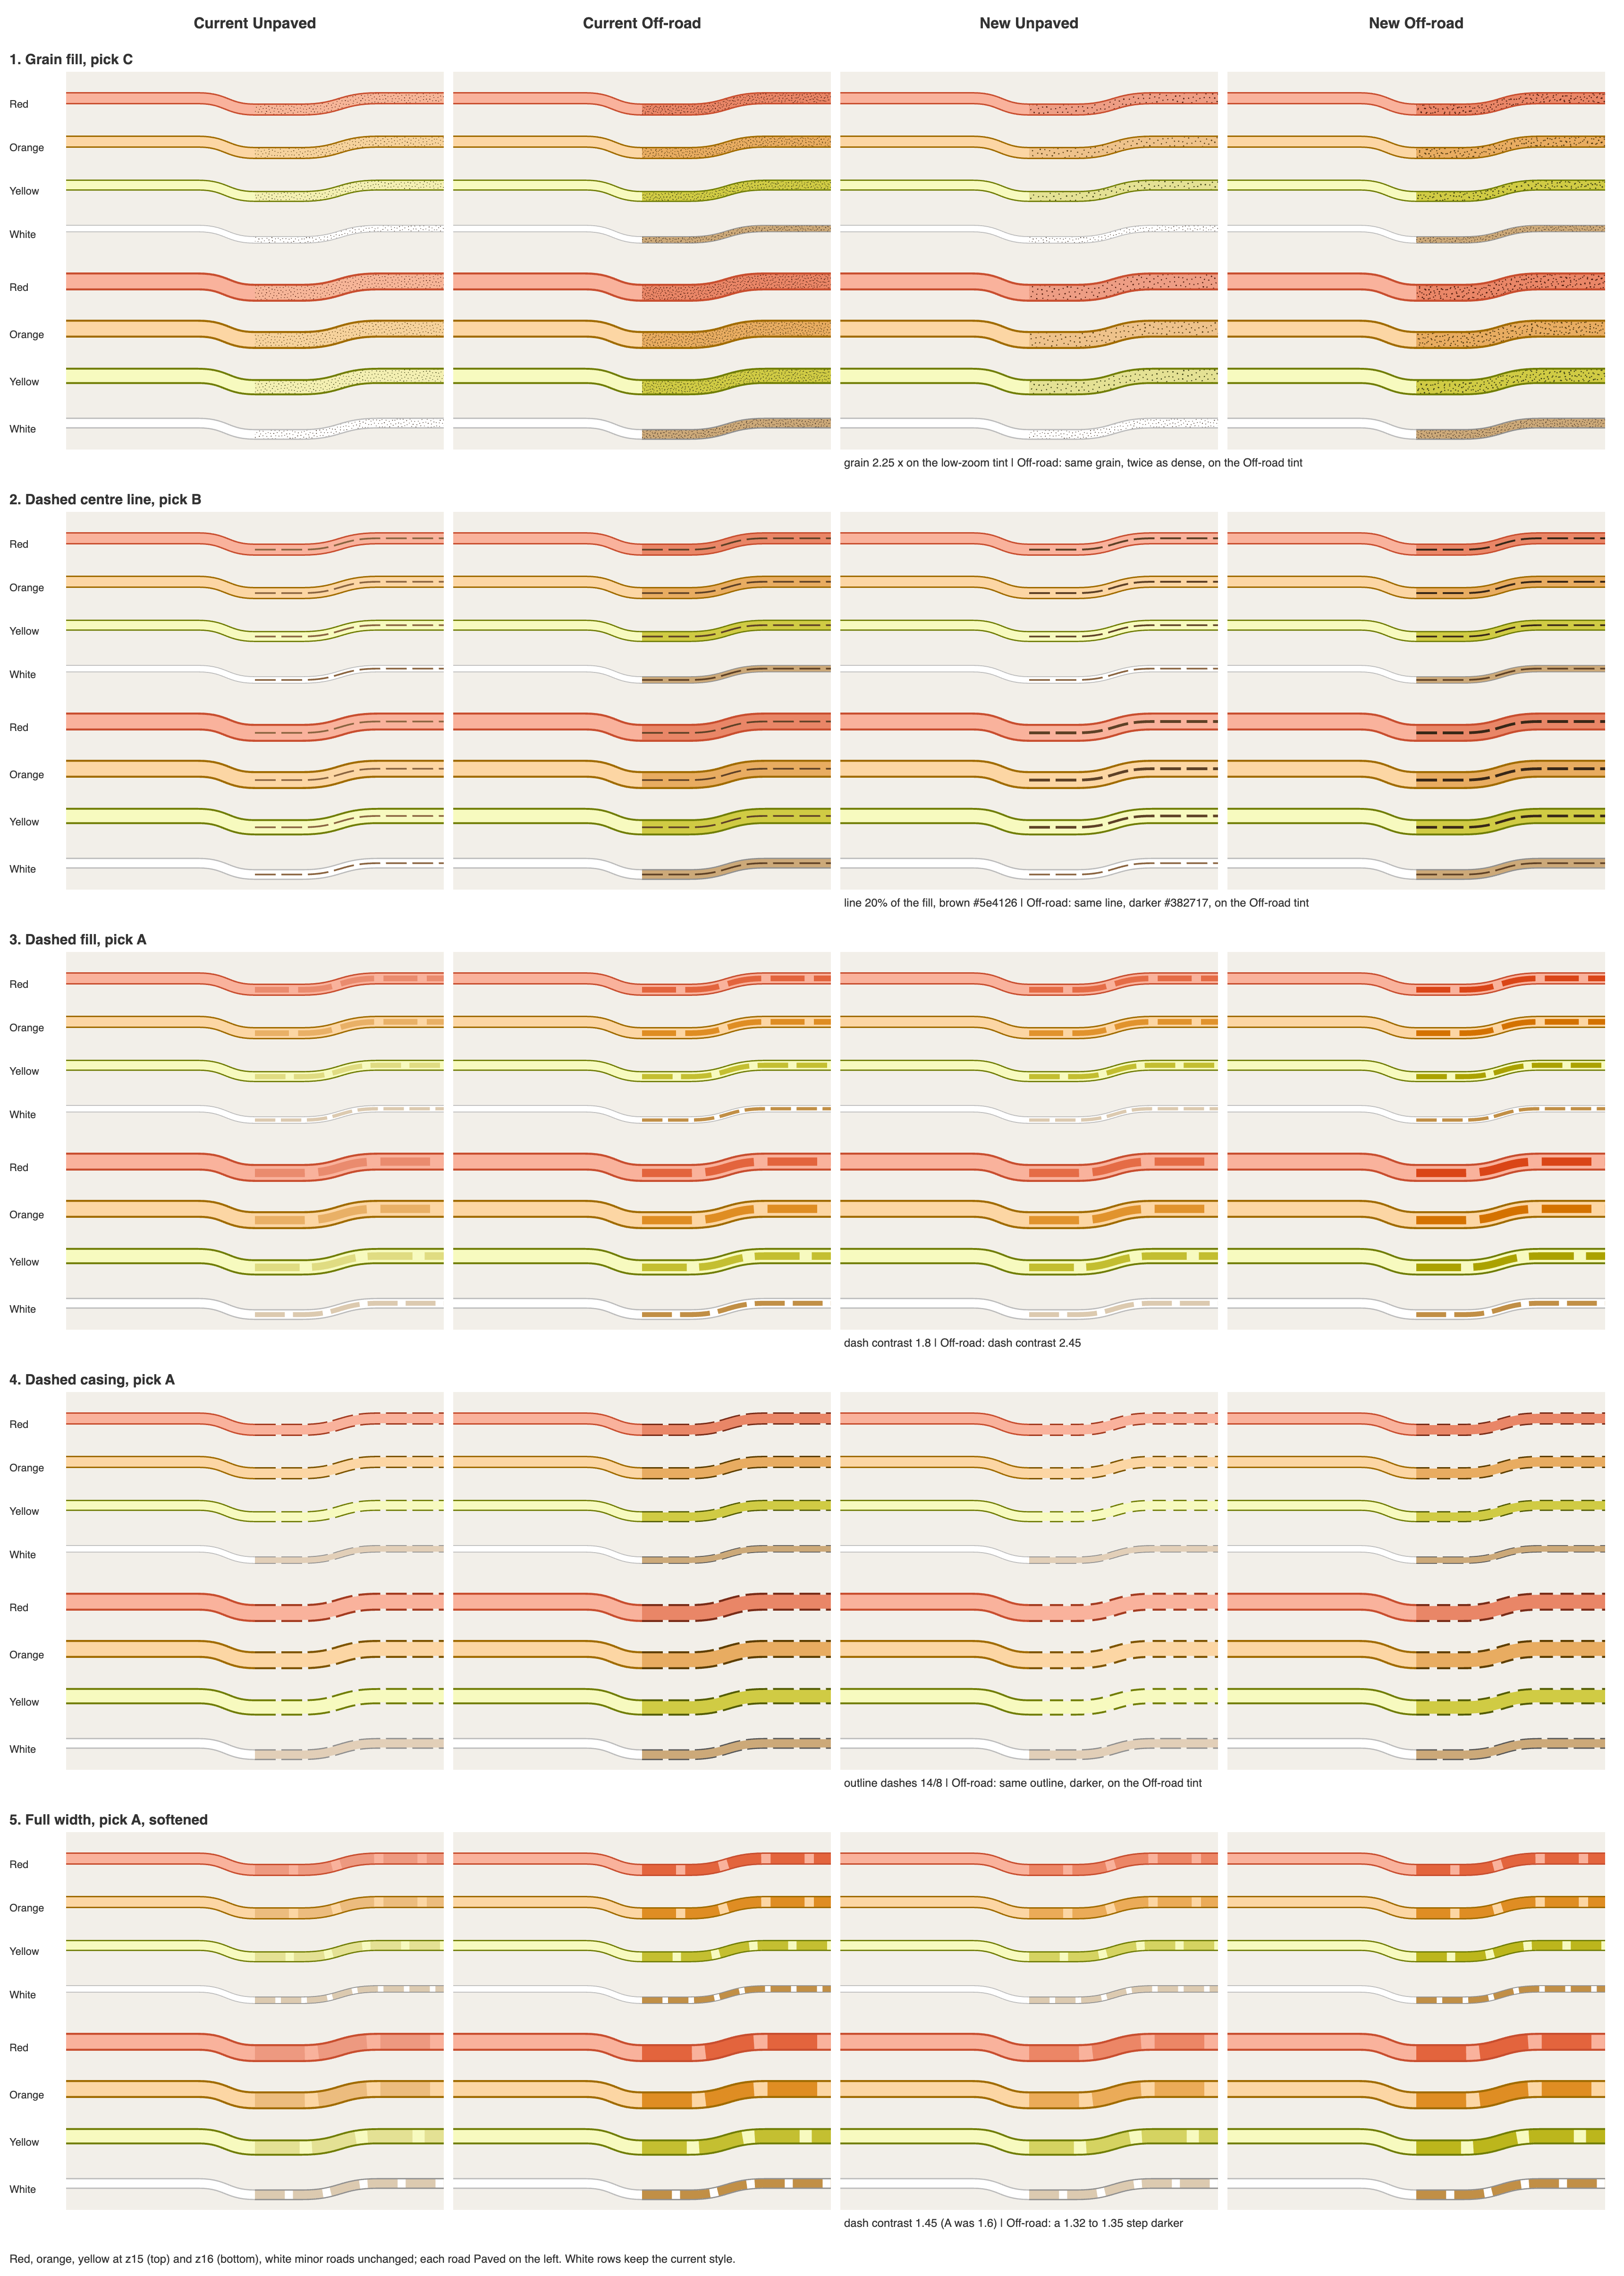 Current Unpaved
Current Off-road
New Unpaved
New Off-road
1. Grain fill, pick C
Red
Orange
Yellow
White
Red
Orange
Yellow
White
grain 2.25 x on the low-zoom tint | Off-road: same grain, twice as dense, on the Off-road tint
2. Dashed centre line, pick B
Red
Orange
Yellow
White
Red
Orange
Yellow
White
line 20% of the fill, brown #5e4126 | Off-road: same line, darker #382717, on the Off-road tint
3. Dashed fill, pick A
Red
Orange
Yellow
White
Red
Orange
Yellow
White
dash contrast 1.8 | Off-road: dash contrast 2.45
4. Dashed casing, pick A
Red
Orange
Yellow
White
Red
Orange
Yellow
White
outline dashes 14/8 | Off-road: same outline, darker, on the Off-road tint
5. Full width, pick A, softened
Red
Orange
Yellow
White
Red
Orange
Yellow
White
dash contrast 1.45 (A was 1.6) | Off-road: a 1.32 to 1.35 step darker
Red, orange, yellow at z15 (top) and z16 (bottom), white minor roads unchanged; each road Paved on the left. White rows keep the current style.